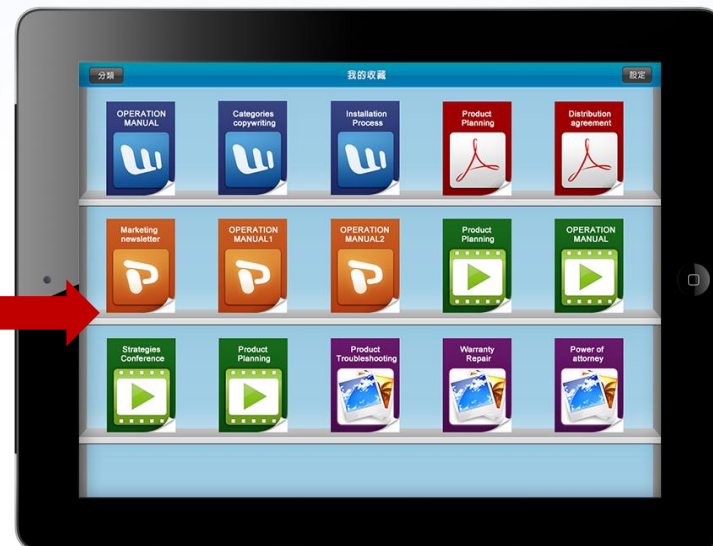 分類
我的收藏
設定
OPERATION
MANUAL
Categories
copywriting
Installation
Process
Product
Planning
Distribution
agreement
Marketing
newsletter
OPERATION
MANUAL1
OPERATION
MANUAL2
Product
Planning
OPERATION
MANUAL
Strategies
Conference
Product
Planning
Product
Troubleshooting
Warranty
Repair
Power of
attorney